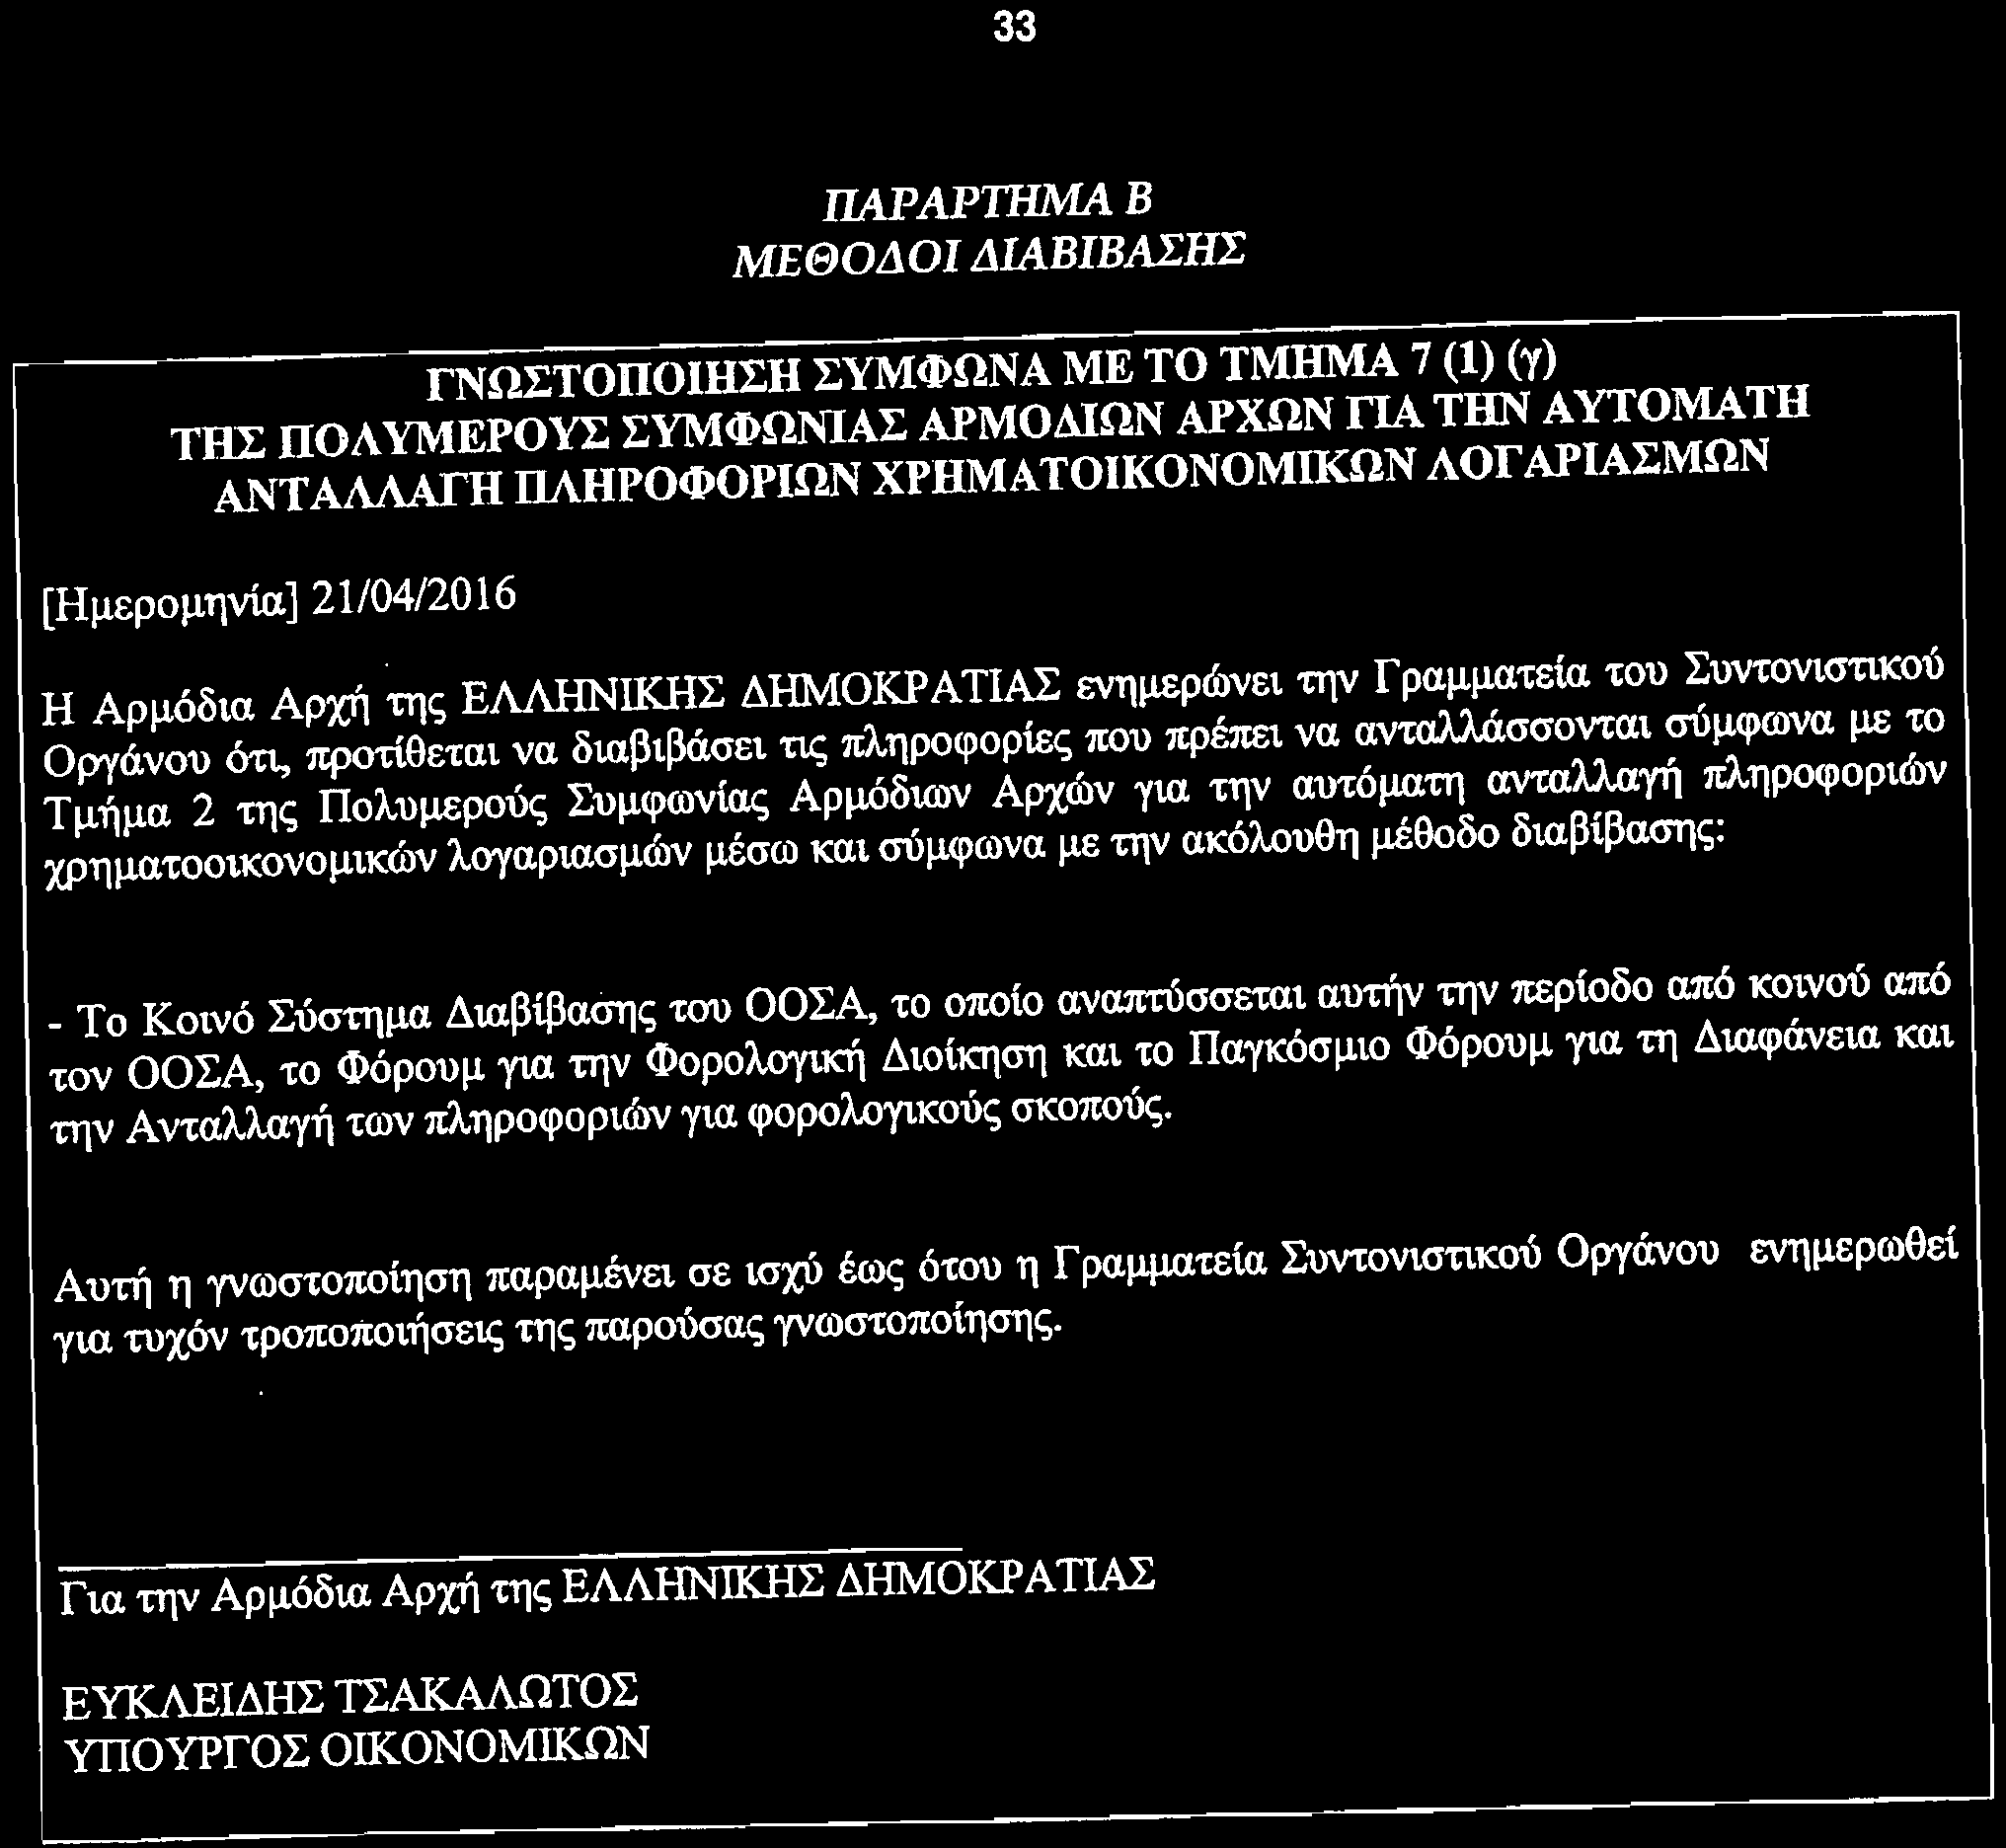 33
ΠΑΡΑΡΤΗΜΑ Β
ΜΕΘΟΔΟΙ ΔΙΑΒΙΒΑΣΗΣ
ΓΝΩΣΤΟΠΟΙΗΣΗ ΣΥΜΦΩΝΑ ΜΕ ΤΟ ΤΜΗΜΑ 7 (1) (γ)
ΤΗΣ ΠΟΛΥΜΕΡΟΥΣ ΣΥΜΦΩΝΙΑΣ ΑΡΜΟΔΙΩΝ ΑΡΧΩΝ ΓΙΑ ΤΗΝ ΑΥΤΟΜΑΤΗ
ΑΝΤΑΛΛΑΓΗ ΠΛΗΡΟΦΟΡΙΩΝ ΧΡΗΜΑΤΟΙΚΟΝΟΜΙΚΩΝ ΛΟΓΑΡΙΑΣΜΩΝ
[Ημερομηνία] 21/04/2016
Η Αρμόδια Αρχή της ΕΛΛΗΝΙΚΗΣ ΔΗΜΟΚΡΑΤΙΑΣ ενημερώνει την Γραμματεία του Συντονιστικού
Οργάνου ότι, προτίθεται να διαβιβάσει τις πληροφορίες που πρέπει να ανταλλάσσονται σύμφωνα με το
Τμήμα 2 της Πολυμερούς Συμφωνίας Αρμόδιων Αρχών για την αυτόματη ανταλλαγή πληροφοριών
χρηματοοικονομικών λογαριασμών μέσω και σύμφωνα με την ακόλουθη μέθοδο διαβίβασης:
- Το Κοινό Σύστημα Διαβίβασης του ΟΟΣΑ, το οποίο αναπτύσσεται αυτήν την περίοδο από κοινού από
τον ΟΟΣΑ, το Φόρουμ για την Φορολογική Διοίκηση και το Παγκόσμιο Φόρουμ για τη Διαφάνεια και
την Ανταλλαγή των πληροφοριών για φορολογικούς σκοπούς.
Αυτή η γνωστοποίηση παραμένει σε ισχύ έως ότου η Γραμματεία Συντονιστικού Οργάνου ενημερωθεί
για τυχόν τροποποιήσεις της παρούσας γνωστοποίησης.
Για την Αρμόδια Αρχή της ΕΛΛΗΝΙΚΗΣ ΔΗΜΟΚΡΑΤΙΑΣ
ΕΥΚΛΕΙΔΗΣ ΤΣΑΚΑΛΩΤΟΣ
ΥΠΟΥΡΓΟΣ ΟΙΚΟΝΟΜΙΚΩΝ